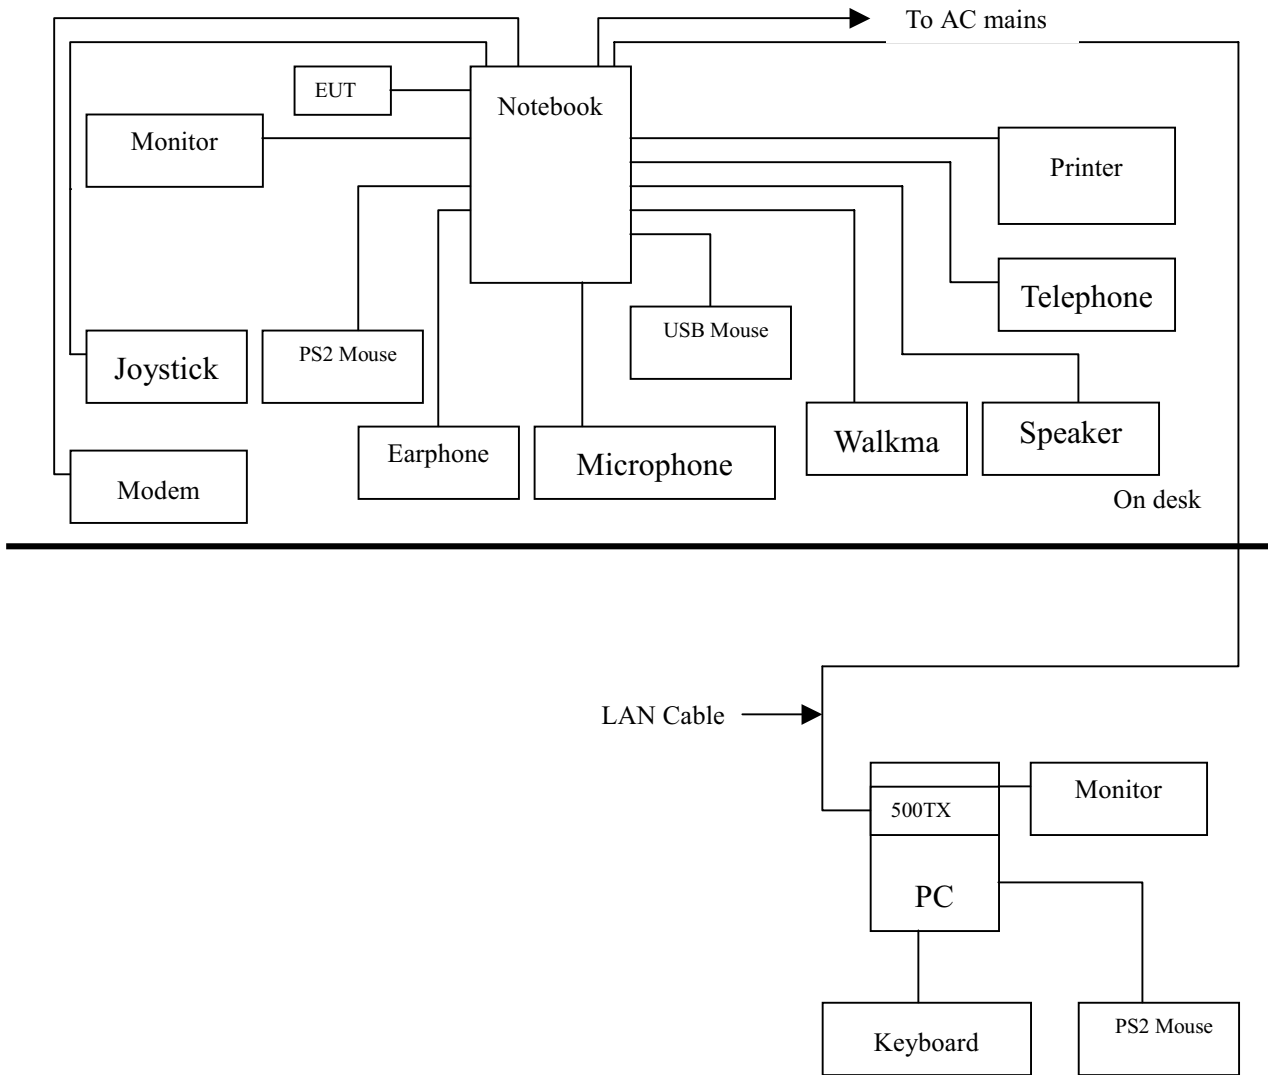 To AC mains
EUT
Notebook
Monitor
Printer
Telephone
USB Mouse
PS2 Mouse
Joystick
Walkma
Speaker
Earphone
Microphone
Modem
On desk
LAN Cable
500TX
Monitor
PC
Keyboard
PS2 Mouse